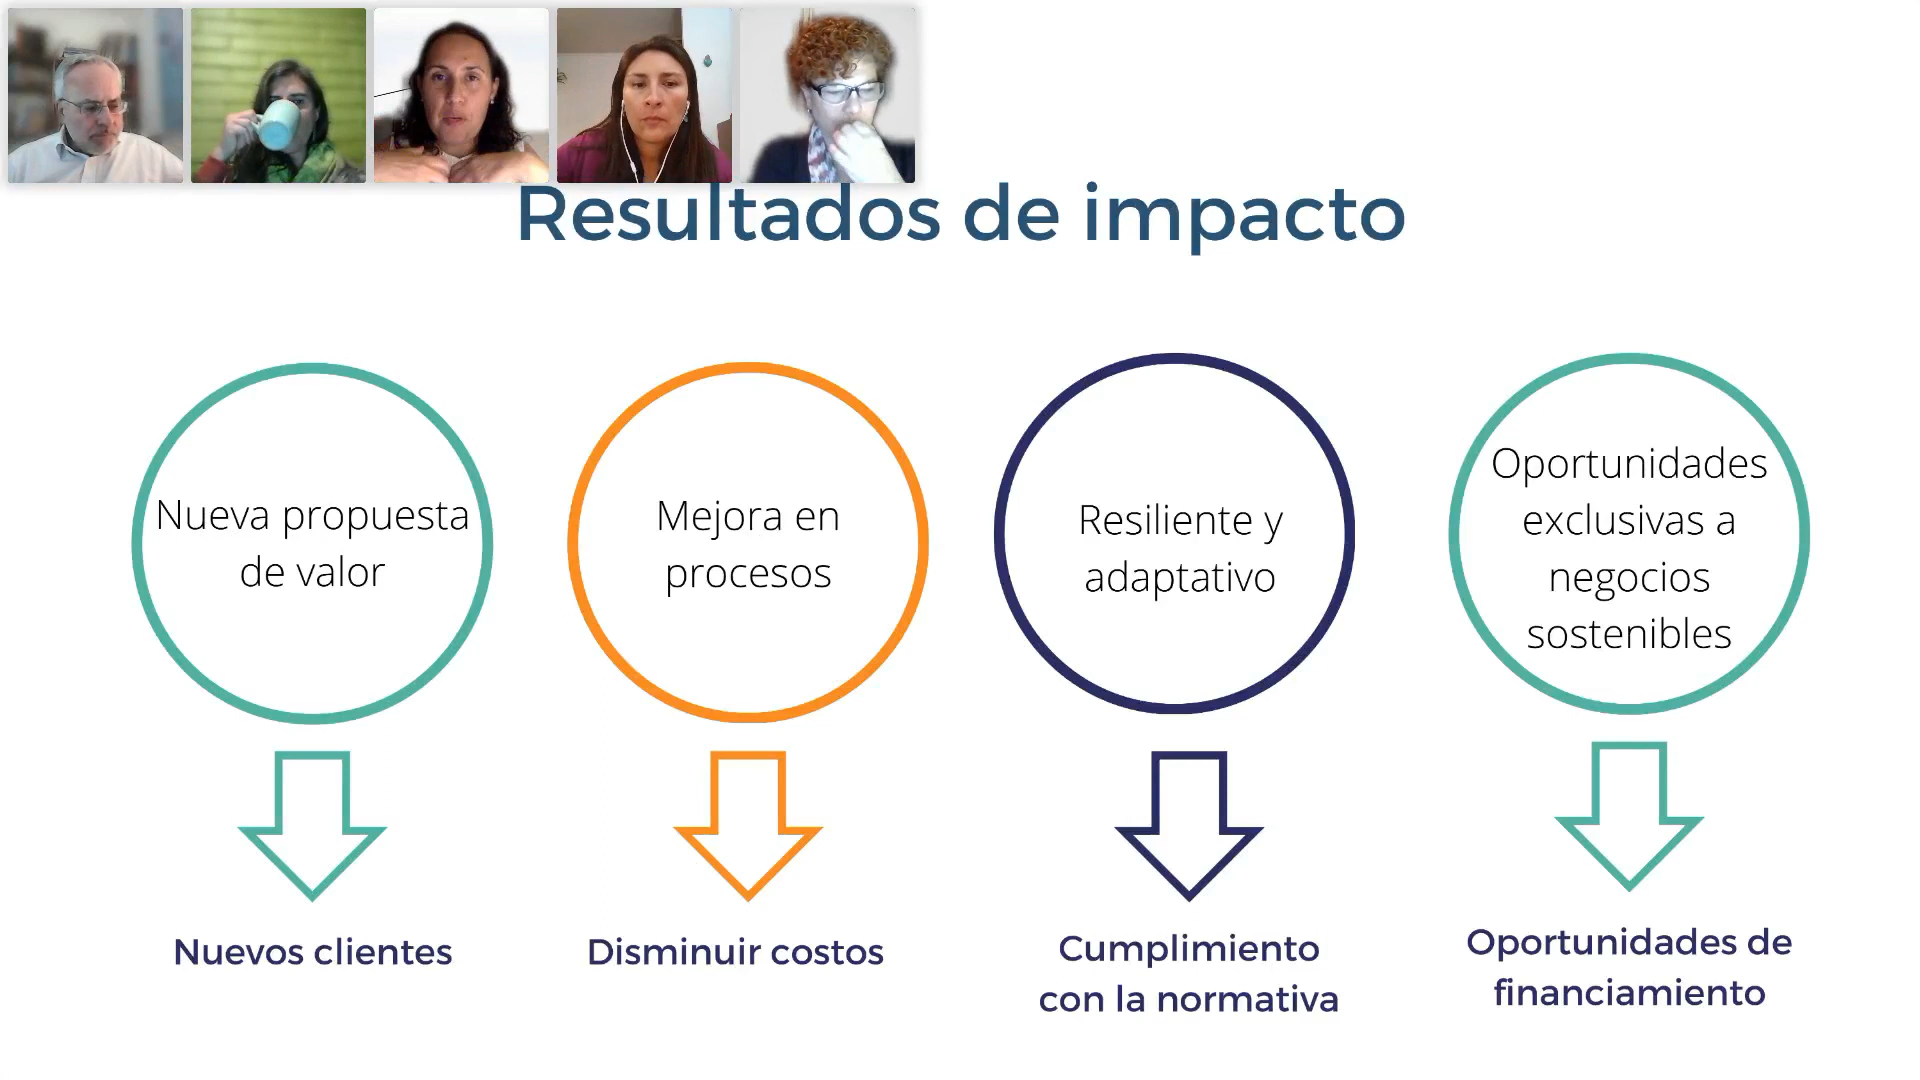 Resultados de impacto
Nueva propuesta
de valor
Mejora en
procesos
Resiliente y
adaptativo
Oportunidades
exclusivas a
negocios
sostenibles
Nuevos clientes
Disminuir costos
Cumplimiento
con la normativa
Oportunidades de
financiamiento